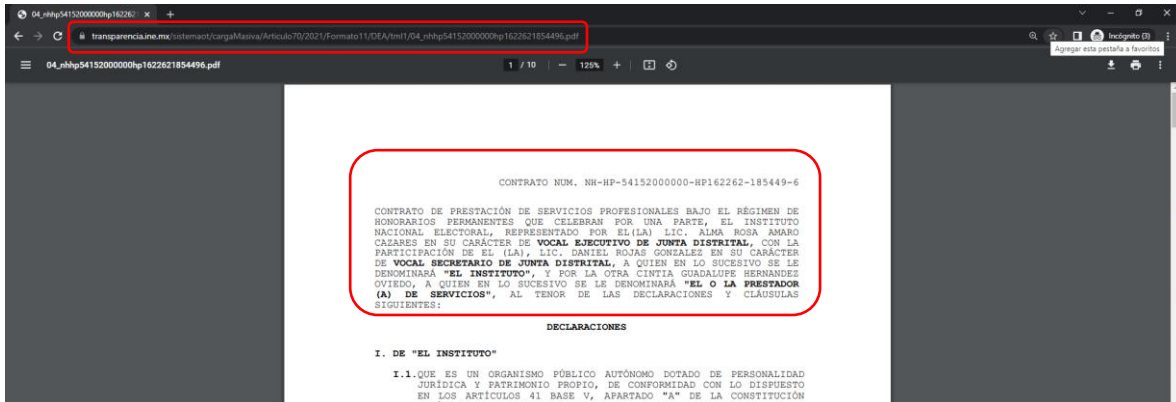 04_nhhp54152000000hp162262
transparencia.ine.mx/sistemaot/cargaMasiva/Articulo70/2021/Formato11/DEA/tml1/04_nhhp54152000000hp1622621854496.pdf
Incógnito (3)
Agregar esta pestaña a favoritos
04_nhhp54152000000hp1622621854496.pdf
1 / 10
125%
CONTRATO NUM. NH-HP-54152000000-HP162262-185449-6
CONTRATO DE PRESTACIÓN DE SERVICIOS PROFESIONALES BAJO EL RÉGIMEN DE
HONORARIOS PERMANENTES QUE CELEBRAN POR UNA PARTE, EL INSTITUTO
NACIONAL ELECTORAL, REPRESENTADO POR EL(LA) LIC. ALMA ROSA AMARO
CAZARES EN SU CARÁCTER DE VOCAL EJECUTIVO DE JUNTA DISTRITAL, CON LA
PARTICIPACIÓN DE EL (LA), LIC. DANIEL ROJAS GONZALEZ EN SU CARÁCTER
DE VOCAL SECRETARIO DE JUNTA DISTRITAL, A QUIEN EN LO SUCESIVO SE LE
DENOMINARÁ "EL INSTITUTO", Y POR LA OTRA CINTIA GUADALUPE HERNANDEZ
OVIEDO, A QUIEN EN LO SUCESIVO SE LE DENOMINARÁ "EL O LA PRESTADOR
(A) DE SERVICIOS", AL TENOR DE LAS DECLARACIONES Y CLÁUSULAS
SIGUIENTES:
DECLARACIONES
I. DE "EL INSTITUTO"
I.1.QUE ES UN ORGANISMO PÚBLICO AUTÓNOMO DOTADO DE PERSONALIDAD
JURÍDICA Y PATRIMONIO PROPIO, DE CONFORMIDAD CON LO DISPUESTO
EN LOS ARTÍCULOS 41 BASE V, APARTADO "A" DE LA CONSTITUCIÓN